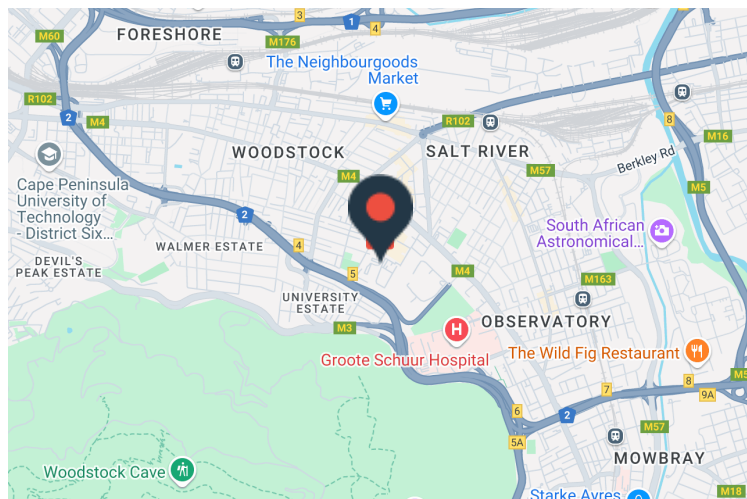 3
1
4
M60
FORESHORE
M176
The Neighbourgoods
Market
R102
2
M4
R102
8
M16
WOODSTOCK
SALT RIVER
Berkley Rd
M57
M4
M5
Cape Peninsula
University of
Technology
- District Six...
2
South African
Astronomical...
WALMER ESTATE
4
DEVIL'S
PEAK ESTATE
5
M4
M163
UNIVERSITY
ESTATE
M3
OBSERVATORY
H
Groote Schuur Hospital
The Wild Fig Restaurant
M5
7
8
9A
6
2
5A
M57
MOWBRAY
Woodstock Cave
Starke Ayres
M18